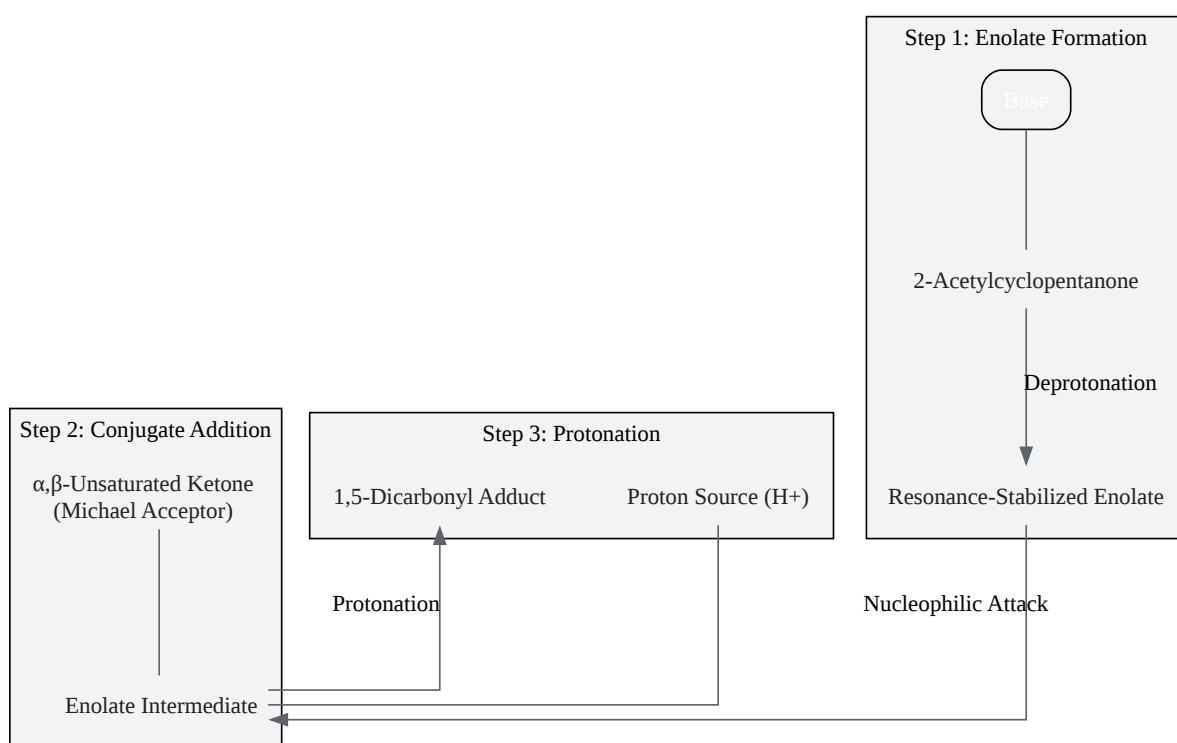 Step 1: Enolate Formation
Base
2-Acetylcyclopentanone
Deprotonation
Resonance-Stabilized Enolate
Nucleophilic Attack
Step 2: Conjugate Addition
α,β-Unsaturated Ketone
(Michael Acceptor)
Enolate Intermediate
Step 3: Protonation
1,5-Dicarbonyl Adduct
Proton Source (H+)
Protonation